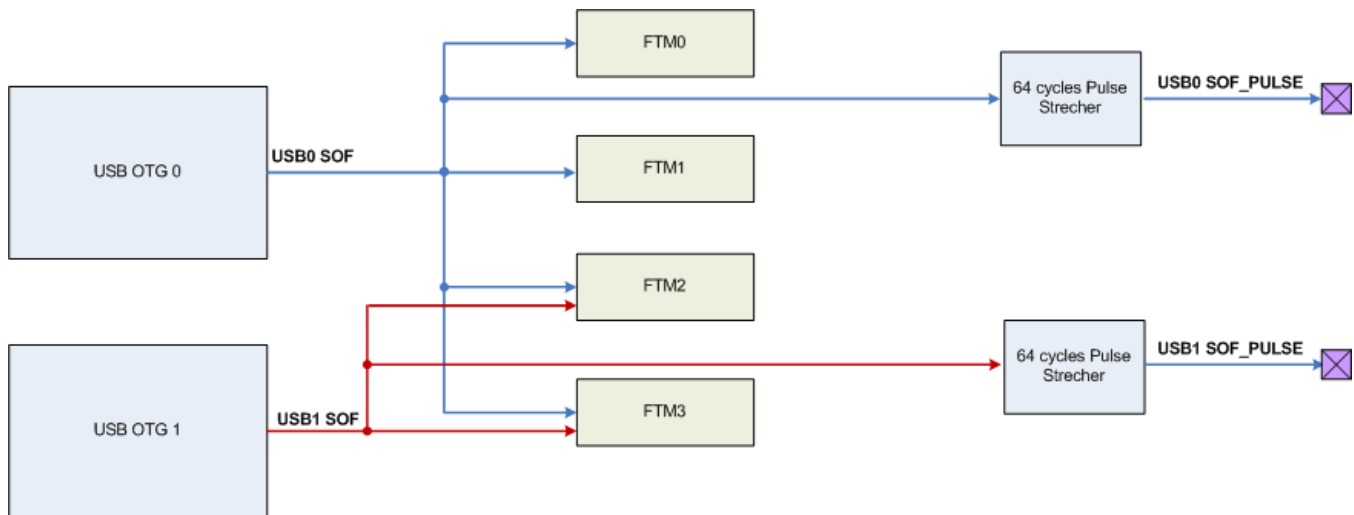 FTM0
64 cycles Pulse
Strecher
USB0 SOF_PULSE
USB OTG 0
USB0 SOF
FTM1
FTM2
64 cycles Pulse
Strecher
USB1 SOF_PULSE
USB OTG 1
USB1 SOF
FTM3